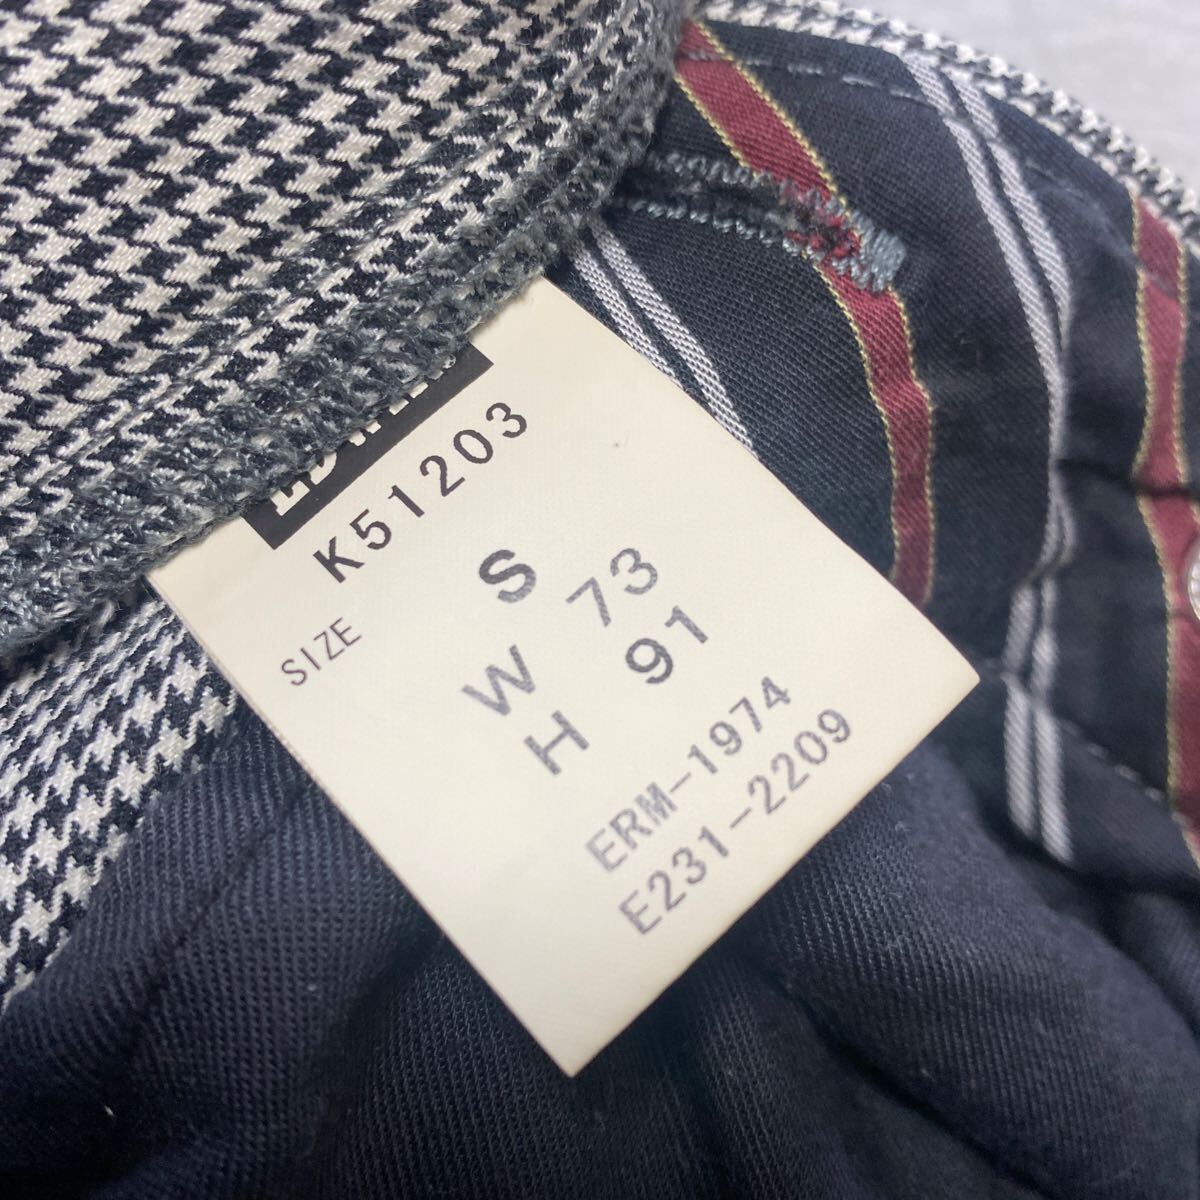 K51203
SIZE S
W 73
H 91
ERM-1974
E231-2209